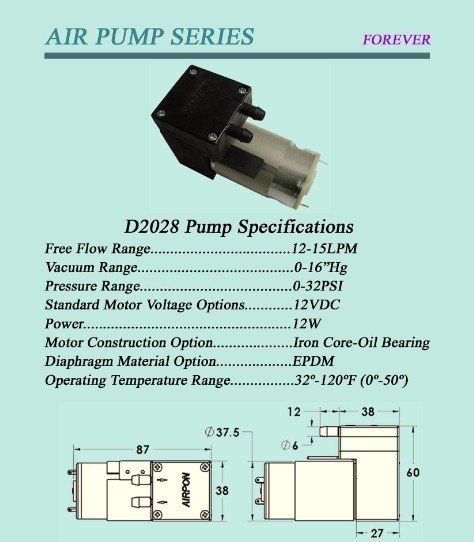 AIR PUMP SERIES
FOREVER
AIRPON
D2028 Pump Specifications
Free Flow Range...................................12-15LPM
Vacuum Range.......................................0-16”Hg
Pressure Range......................................0-32PSI
Standard Motor Voltage Options............12VDC
Power....................................................12W
Motor Construction Option....................Iron Core-Oil Bearing
Diaphragm Material Option...................EPDM
Operating Temperature Range................32º-120ºF (0º-50º)
12
38
∅37.5
∅6
87
38
60
AIRPON
27